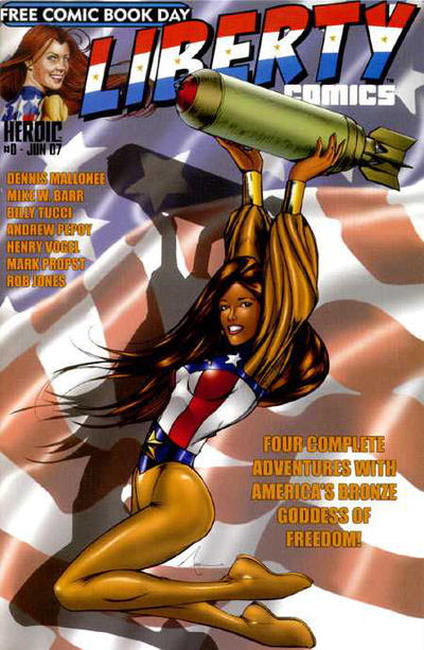 FREE COMIC BOOK DAY
LIBERTY
COMICS™
HEROIC
#0 - JUN 07
DENNIS MALLONEE
MIKE W. BARR
BILLY TUCCI
ANDREW PEPOY
HENRY VOGEL
MARK PROPST
ROB JONES
FOUR COMPLETE
ADVENTURES WITH
AMERICA'S BRONZE
GODDESS OF
FREEDOM!